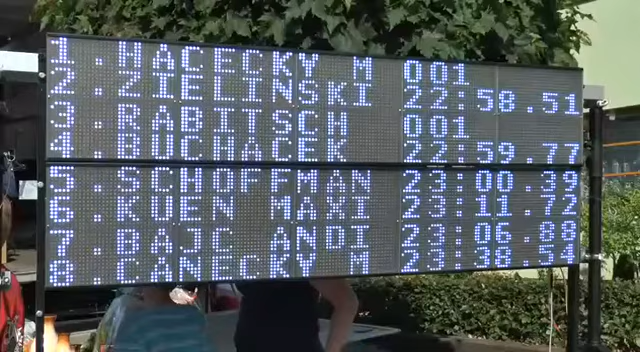 1. MACECKY M 001
2. ZIELINSKI 22:58.51
3. RABITSCH 001
4. BUCHACEK 22:59.77
5. SCHOFFMAN 23:00.39
6. KUEN MAXI 23:11.72
7. BAJC ANDI 23:06.88
8 CANECKY M 23:38.54